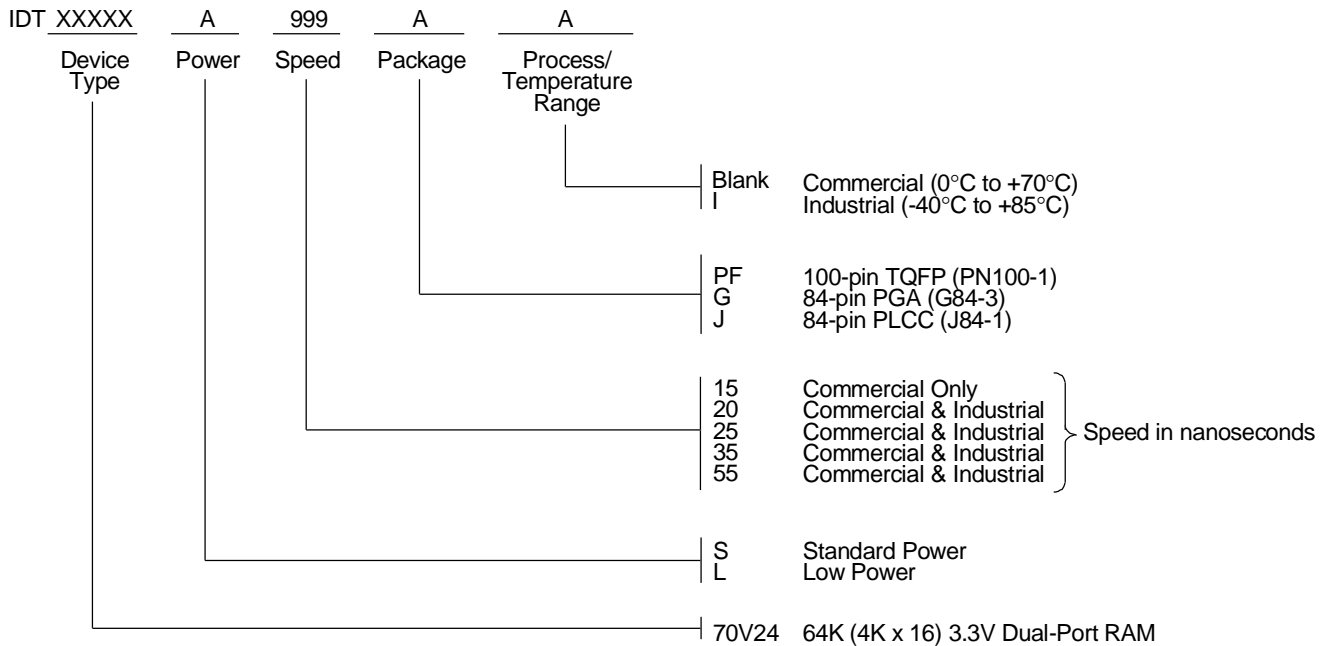 IDT XXXXX A 999 A A
Device Type Power Speed Package Process/ Temperature Range
Blank Commercial (0°C to +70°C)
I Industrial (-40°C to +85°C)
PF 100-pin TQFP (PN100-1)
G 84-pin PGA (G84-3)
J 84-pin PLCC (J84-1)
15 Commercial Only
20 Commercial & Industrial
25 Commercial & Industrial
35 Commercial & Industrial
55 Commercial & Industrial
Speed in nanoseconds
S Standard Power
L Low Power
70V24 64K (4K x 16) 3.3V Dual-Port RAM